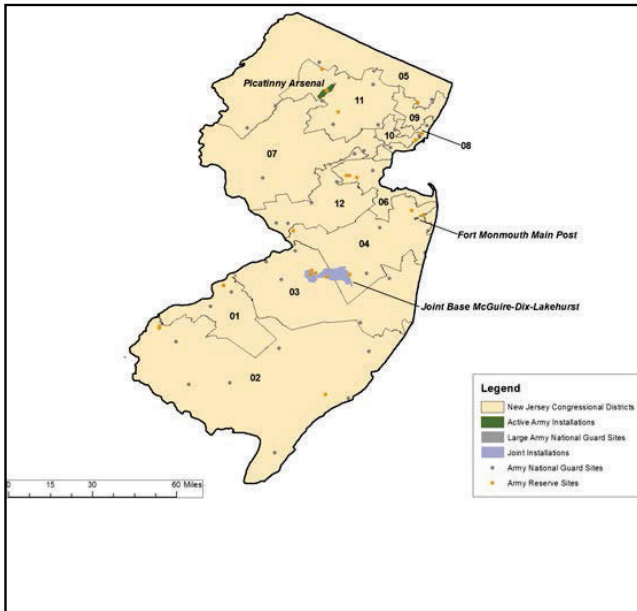 05
Picatinny Arsenal
11
09
10
08
07
12
06
Fort Monmouth Main Post
04
03
Joint Base McGuire-Dix-Lakehurst
01
02
Legend
New Jersey Congressional Districts
Active Army Installations
Large Army National Guard Sites
Joint Installations
Army National Guard Sites
Army Reserve Sites
0 15 30 60 Miles